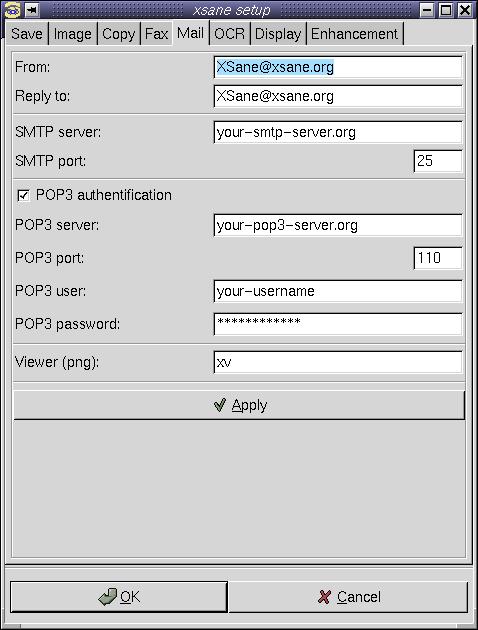 xsane setup
Save Image Copy Fax Mail OCR Display Enhancement
From: XSane@xsane.org
Reply to: XSane@xsane.org
SMTP server: your-smtp-server.org
SMTP port: 25
POP3 authentification
POP3 server: your-pop3-server.org
POP3 port: 110
POP3 user: your-username
POP3 password: ************
Viewer (png): xv
Apply
OK Cancel